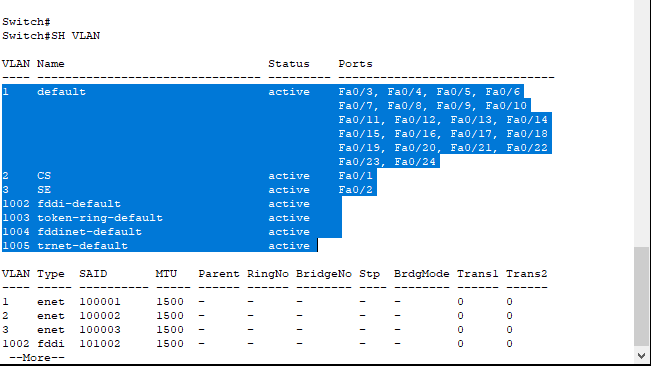 Switch#
Switch#SH VLAN
VLAN Name                             Status    Ports
---- -------------------------------- --------- -------------------------------
1    default                          active    Fa0/3, Fa0/4, Fa0/5, Fa0/6
                                                Fa0/7, Fa0/8, Fa0/9, Fa0/10
                                                Fa0/11, Fa0/12, Fa0/13, Fa0/14
                                                Fa0/15, Fa0/16, Fa0/17, Fa0/18
                                                Fa0/19, Fa0/20, Fa0/21, Fa0/22
                                                Fa0/23, Fa0/24
2    CS                               active    Fa0/1
3    SE                               active    Fa0/2
1002 fddi-default                     active
1003 token-ring-default               active
1004 fddinet-default                  active
1005 trnet-default                    active
VLAN Type  SAID       MTU   Parent RingNo BridgeNo Stp  BrdgMode Trans1 Trans2
---- ----- ---------- ----- ------ ------ -------- ---- -------- ------ ------
1    enet  100001     1500  -      -      -        -    -        0      0
2    enet  100002     1500  -      -      -        -    -        0      0
3    enet  100003     1500  -      -      -        -    -        0      0
1002 fddi  101002     1500  -      -      -        -    -        0      0
 --More--